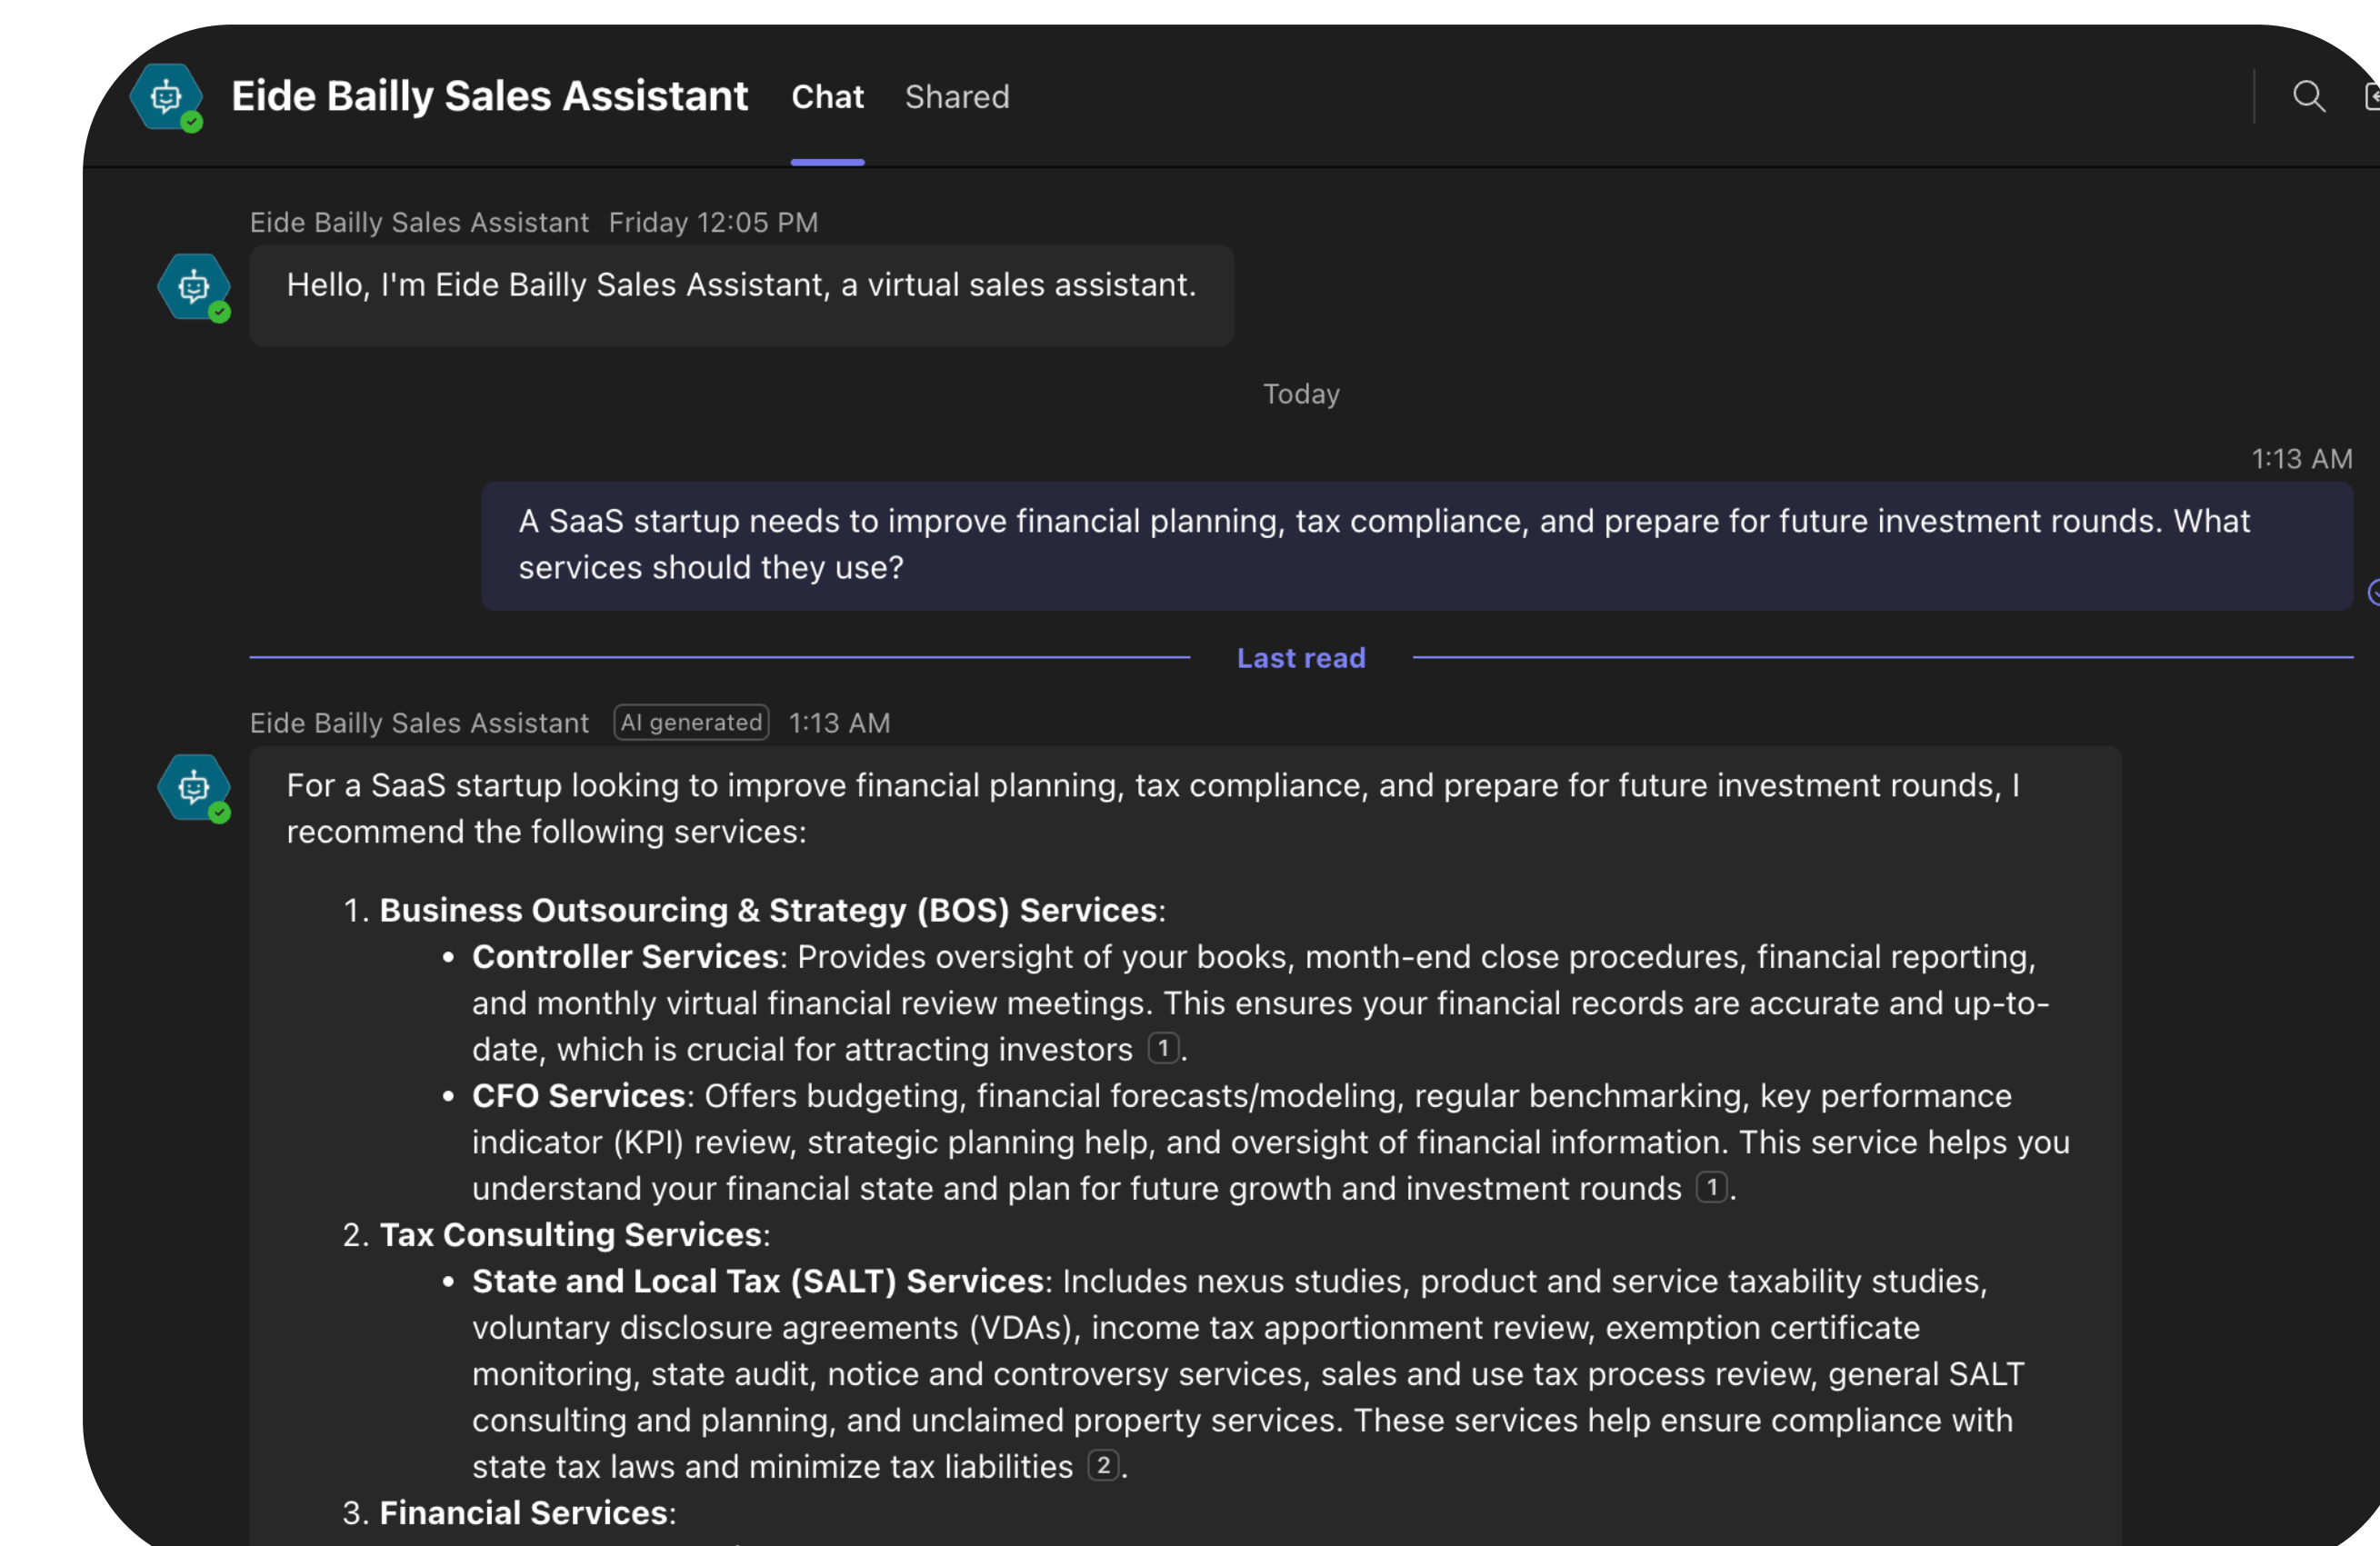 Eide Bailly Sales Assistant Chat Shared
Eide Bailly Sales Assistant Friday 12:05 PM
Hello, I'm Eide Bailly Sales Assistant, a virtual sales assistant.
Today
1:13 AM
A SaaS startup needs to improve financial planning, tax compliance, and prepare for future investment rounds. What
services should they use?
Last read
Eide Bailly Sales Assistant AI generated 1:13 AM
For a SaaS startup looking to improve financial planning, tax compliance, and prepare for future investment rounds, I
recommend the following services:
1. Business Outsourcing & Strategy (BOS) Services:
• Controller Services: Provides oversight of your books, month-end close procedures, financial reporting,
and monthly virtual financial review meetings. This ensures your financial records are accurate and up-to-
date, which is crucial for attracting investors 1.
• CFO Services: Offers budgeting, financial forecasts/modeling, regular benchmarking, key performance
indicator (KPI) review, strategic planning help, and oversight of financial information. This service helps you
understand your financial state and plan for future growth and investment rounds 1.
2. Tax Consulting Services:
• State and Local Tax (SALT) Services: Includes nexus studies, product and service taxability studies,
voluntary disclosure agreements (VDAs), income tax apportionment review, exemption certificate
monitoring, state audit, notice and controversy services, sales and use tax process review, general SALT
consulting and planning, and unclaimed property services. These services help ensure compliance with
state tax laws and minimize tax liabilities 2.
3. Financial Services: